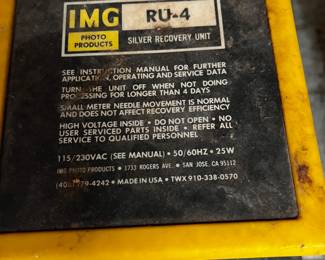 IMG RU-4
PHOTO PRODUCTS SILVER RECOVERY UNIT
SEE INSTRUCTION MANUAL FOR FURTHER
APPLICATION, OPERATING AND SERVICE DATA
TURN THE UNIT OFF WHEN NOT DOING
PROCESSING FOR LONGER THAN 4 DAYS
SMALL METER NEEDLE MOVEMENT IS NORMAL
AND DOES NOT AFFECT RECOVERY EFFICIENCY
HIGH VOLTAGE INSIDE • DO NOT OPEN • NO
USER SERVICED PARTS INSIDE • REFER ALL
SERVICE TO QUALIFIED PERSONNEL
115/230VAC (SEE MANUAL) • 50/60HZ • 25W
IMG PHOTO PRODUCTS • 1733 ROGERS AVE. • SAN JOSE, CA 95112
(408) 279-4242 • MADE IN USA • TWX 910-338-0570